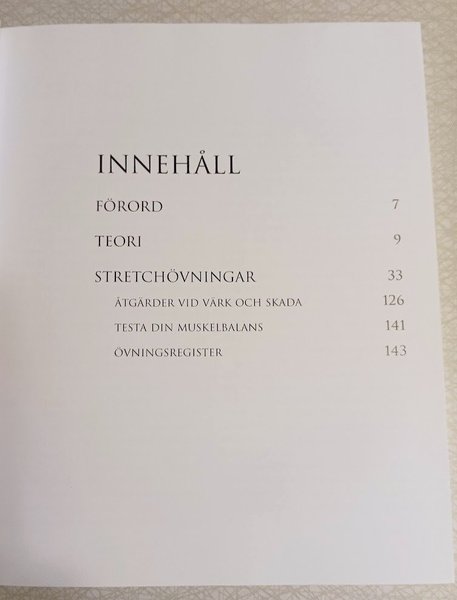 INNEHÅLL
FÖRORD 7
TEORI 9
STRETCHÖVNINGAR 33
ÅTGÄRDER VID VÄRK OCH SKADA 126
TESTA DIN MUSKELBALANS 141
ÖVNINGSREGISTER 143